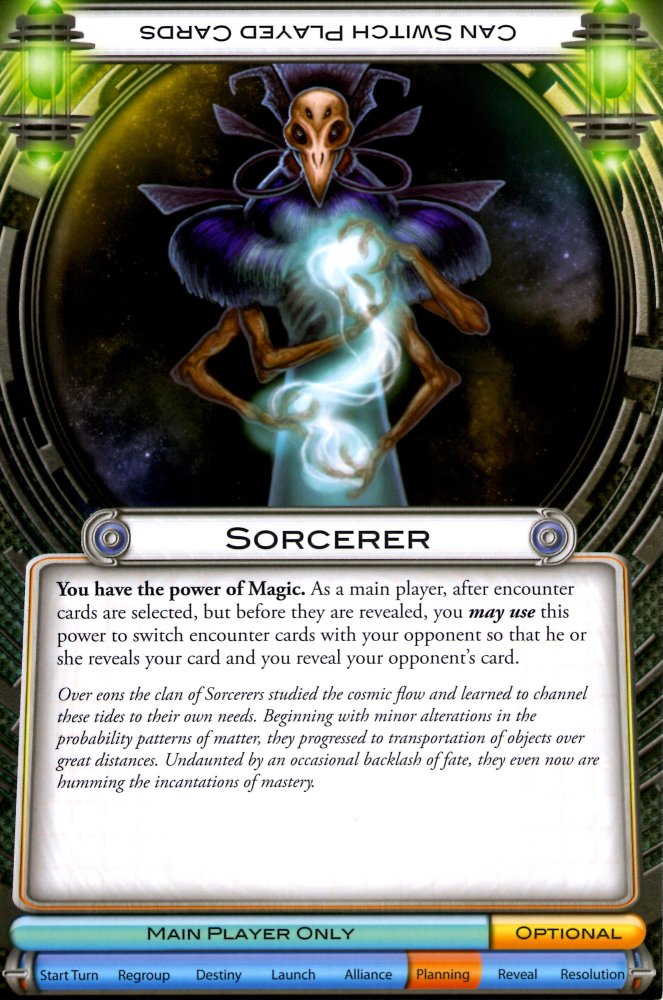 Can Switch Played Cards
Sorcerer
You have the power of Magic. As a main player, after encounter
cards are selected, but before they are revealed, you may use this
power to switch encounter cards with your opponent so that he or
she reveals your card and you reveal your opponent's card.
Over eons the clan of Sorcerers studied the cosmic flow and learned to channel
these tides to their own needs. Beginning with minor alterations in the
probability patterns of matter, they progressed to transportation of objects over
great distances. Undaunted by an occasional backlash of fate, they even now are
humming the incantations of mastery.
Main Player Only Optional
Start Turn Regroup Destiny Launch Alliance Planning Reveal Resolution